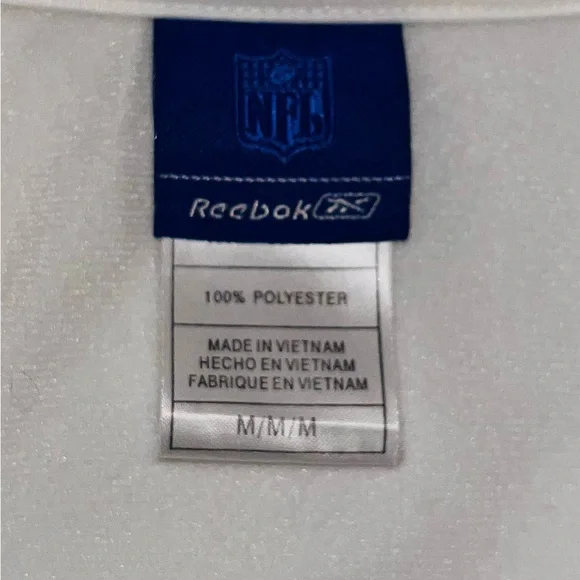 NFL
Reebok
100% POLYESTER
MADE IN VIETNAM
HECHO EN VIETNAM
FABRIQUE EN VIETNAM
M/M/M